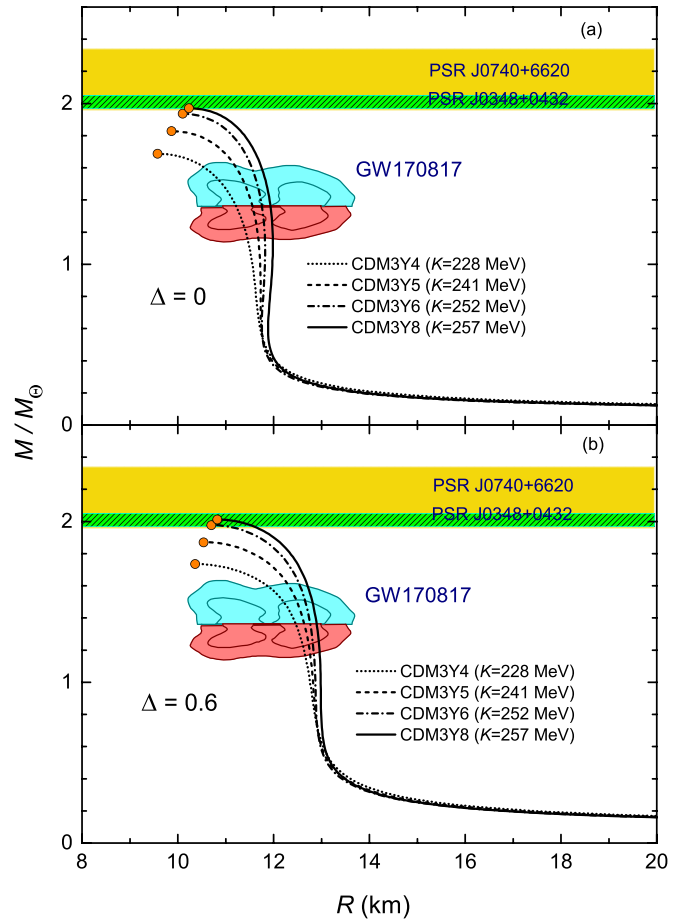 (a)
PSR J0740+6620
PSR J0348+0432
GW170817
CDM3Y4 (K=228 MeV)
CDM3Y5 (K=241 MeV)
CDM3Y6 (K=252 MeV)
CDM3Y8 (K=257 MeV)
Δ = 0
2
1
0
M / M_Θ
(b)
PSR J0740+6620
PSR J0348+0432
GW170817
CDM3Y4 (K=228 MeV)
CDM3Y5 (K=241 MeV)
CDM3Y6 (K=252 MeV)
CDM3Y8 (K=257 MeV)
Δ = 0.6
2
1
0
8 10 12 14 16 18 20
R (km)